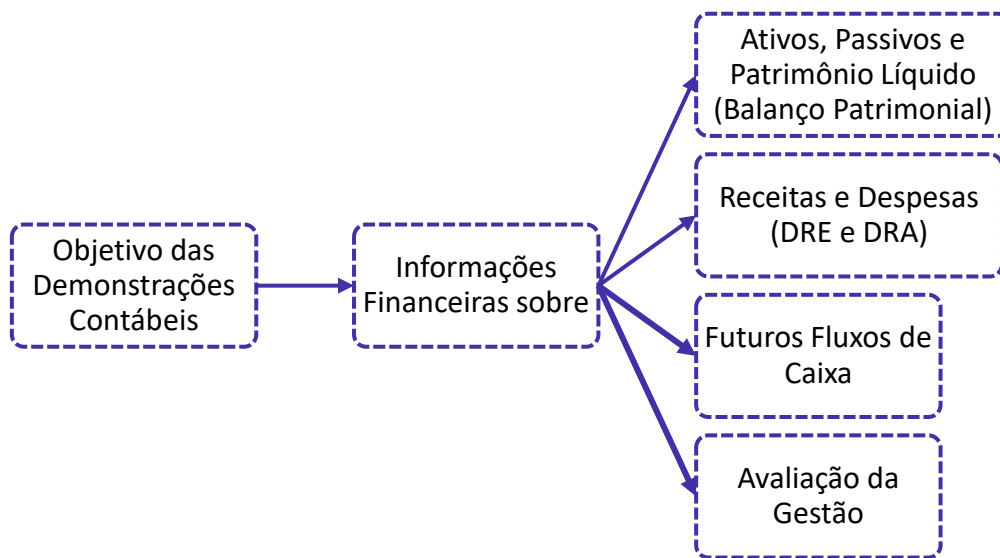 Objetivo das
Demonstrações
Contábeis
Informações
Financeiras sobre
Ativos, Passivos e
Patrimônio Líquido
(Balanço Patrimonial)
Receitas e Despesas
(DRE e DRA)
Futuros Fluxos de
Caixa
Avaliação da
Gestão